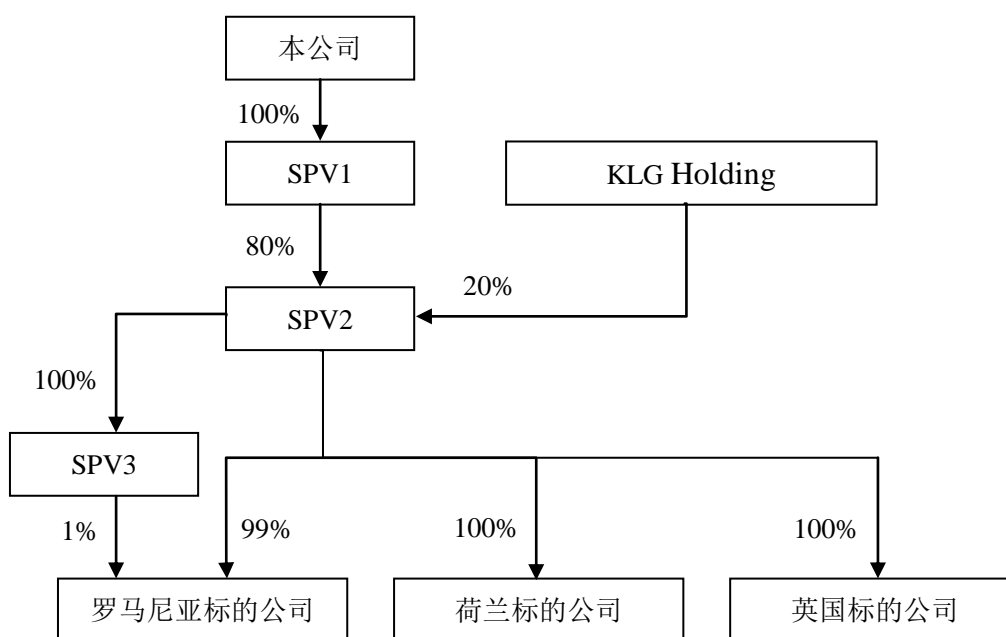 本公司
100%
SPV1
KLG Holding
80%
20%
SPV2
100%
SPV3
1%
99%
100%
100%
罗马尼亚标的公司
荷兰标的公司
英国标的公司